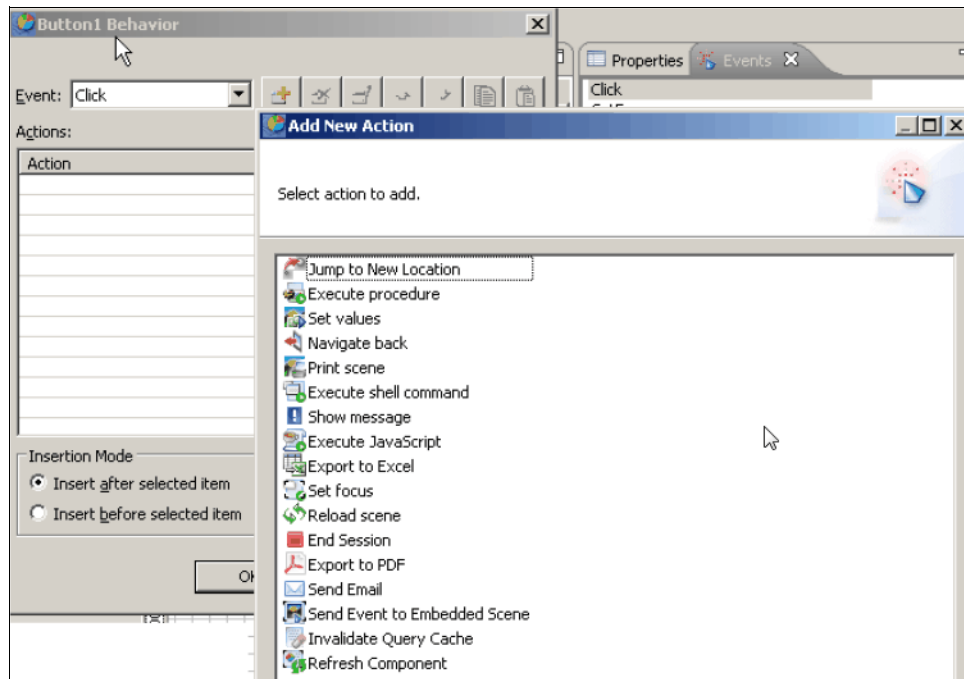 Button1 Behavior
Properties
Events
Event:
Click
Click
Actions:
Add New Action
Action
Select action to add.
Jump to New Location
Execute procedure
Set values
Navigate back
Print scene
Execute shell command
Show message
Execute JavaScript
Export to Excel
Set focus
Reload scene
End Session
Export to PDF
Send Email
Send Event to Embedded Scene
Invalidate Query Cache
Refresh Component
Insertion Mode
Insert after selected item
Insert before selected item